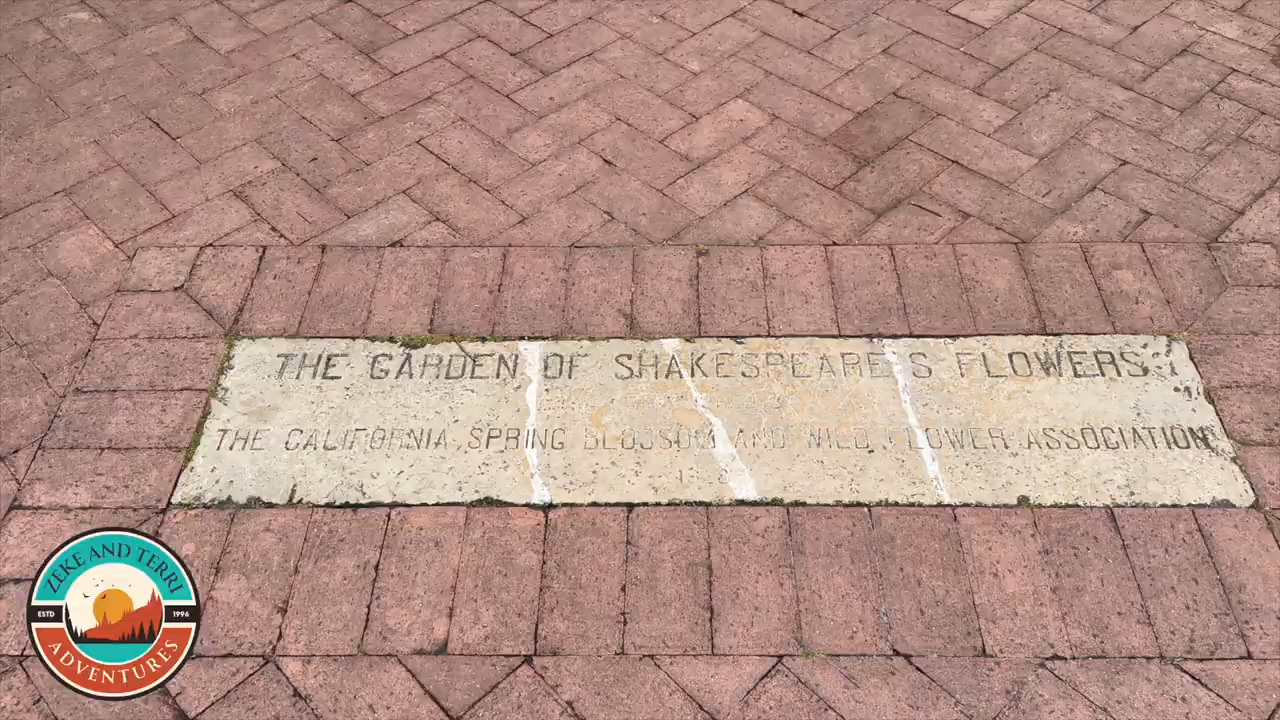 THE GARDEN OF SHAKESPEARE'S FLOWERS
THE CALIFORNIA SPRING BLOSSOM AND WILD FLOWER ASSOCIATION
ZEKE AND TERRI
ESTD 1996
ADVENTURES